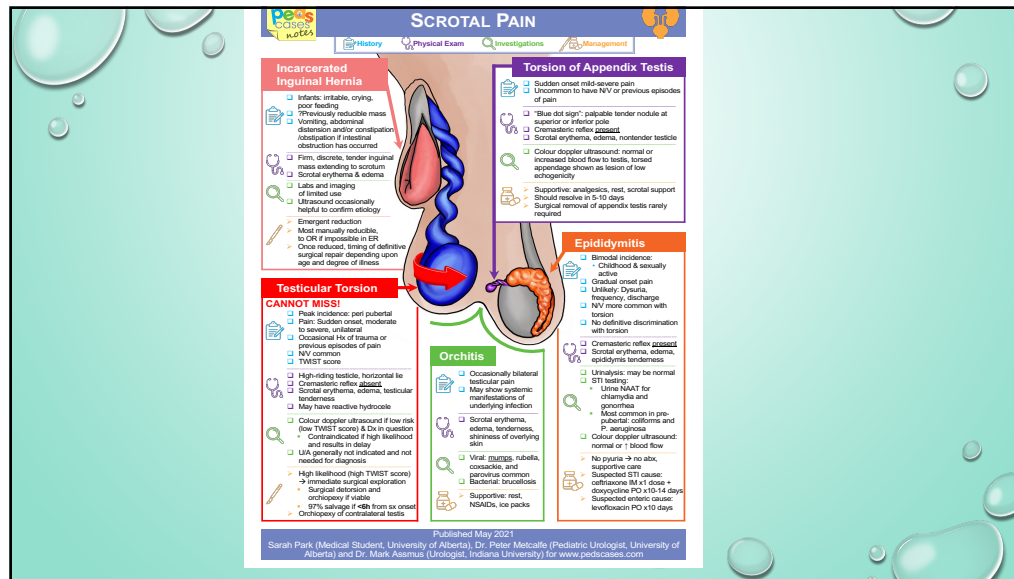 peds
cases
notes
SCROTAL PAIN
History
Physical Exam
Investigations
Management
Incarcerated
Inguinal Hernia
Infants: irritable, crying,
poor feeding
?Previously reducible mass
Vomiting, abdominal
distension and/or constipation
/obstipation if intestinal
obstruction has occurred
Firm, discrete, tender inguinal
mass extending to scrotum
Scrotal erythema & edema
Labs and imaging
of limited use
Ultrasound occasionally
helpful to confirm etiology
Emergent reduction
Most manually reducible,
to OR if impossible in ER
Once reduced, timing of definitive
surgical repair depending upon
age and degree of illness
Torsion of Appendix Testis
Sudden onset mild-severe pain
Uncommon to have N/V or previous episodes
of pain
"Blue dot sign": palpable tender nodule at
superior or inferior pole
Cremasteric reflex present
Scrotal erythema, edema, nontender testicle
Colour doppler ultrasound: normal or
increased blood flow to testis, torsed
appendage shown as lesion of low
echogenicity
Supportive: analgesics, rest, scrotal support
Should resolve in 5-10 days
Surgical removal of appendix testis rarely
required
Testicular Torsion
CANNOT MISS!
Peak incidence: peri pubertal
Pain: Sudden onset, moderate
to severe, unilateral
Occasional Hx of trauma or
previous episodes of pain
N/V common
TWIST score
High-riding testicle, horizontal lie
Cremasteric reflex absent
Scrotal erythema, edema, testicular
tenderness
May have reactive hydrocele
Colour doppler ultrasound if low risk
(low TWIST score) & Dx in question
Contraindicated if high likelihood
and results in delay
U/A generally not indicated and not
needed for diagnosis
High likelihood (high TWIST score)
→ immediate surgical exploration
Surgical detorsion and
orchiopexy if viable
97% salvage if <6h from sx onset
Orchiopexy of contralateral testis
Orchitis
Occasionally bilateral
testicular pain
May show systemic
manifestations of
underlying infection
Scrotal erythema,
edema, tenderness,
shininess of overlying
skin
Viral: mumps, rubella,
coxsackie, and
parovirus common
Bacterial: brucellosis
Supportive: rest,
NSAIDs, ice packs
Epididymitis
Bimodal incidence:
Childhood & sexually
active
Gradual onset pain
Unlikely: Dysuria,
frequency, discharge
N/V more common with
torsion
No definitive discrimination
with torsion
Cremasteric reflex present
Scrotal erythema, edema,
epididymis tenderness
Urinalysis: may be normal
STI testing:
Urine NAAT for
chlamydia and
gonorrhea
Most common in pre-
pubertal: coliforms and
P. aeruginosa
Colour doppler ultrasound:
normal or ↑ blood flow
No pyuria → no abx,
supportive care
Suspected STI cause:
ceftriaxone IM x1 dose +
doxycycline PO x10-14 days
Suspected enteric cause:
levofloxacin PO x10 days
Published May 2021
Sarah Park (Medical Student, University of Alberta), Dr. Peter Metcalfe (Pediatric Urologist, University of
Alberta) and Dr. Mark Assmus (Urologist, Indiana University) for www.pedscases.com